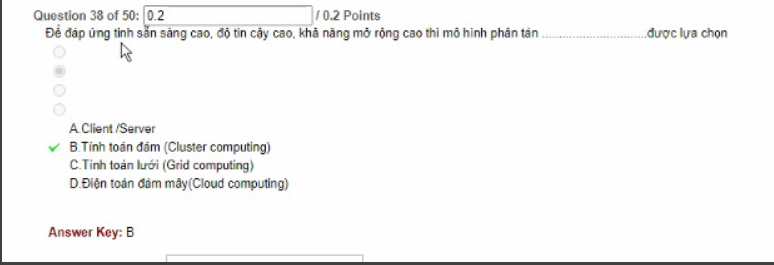 Question 38 of 50: 0.2 / 0.2 Points
Để đáp ứng tính sẵn sàng cao, độ tin cậy cao, khả năng mở rộng cao thì mô hình phân tán ............................được lựa chọn
A.Client /Server
B.Tính toán đám (Cluster computing)
C.Tính toán lưới (Grid computing)
D.Điện toán đám mây(Cloud computing)
Answer Key: B